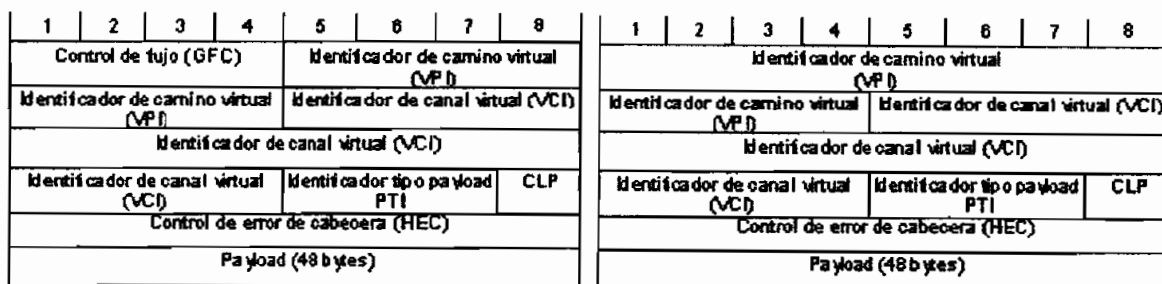 1 2 3 4 5 6 7 8
Control de fujo (GFC) Identificador de camino virtual
(VPI)
Identificador de camino virtual Identificador de canal virtual (VCI)
(VPI)
Identificador de canal virtual (VCI)
Identificador de canal virtual Identificador tipo payload CLP
(VCI) PTI
Control de error de cabecera (HEC)
Payload (48 bytes)
1 2 3 4 5 6 7 8
Identificador de camino virtual
(VPI)
Identificador de camino virtual Identificador de canal virtual (VCI)
(VPI)
Identificador de canal virtual (VCI)
Identificador de canal virtual Identificador tipo payload CLP
(VCI) PTI
Control de error de cabecera (HEC)
Payload (48 bytes)